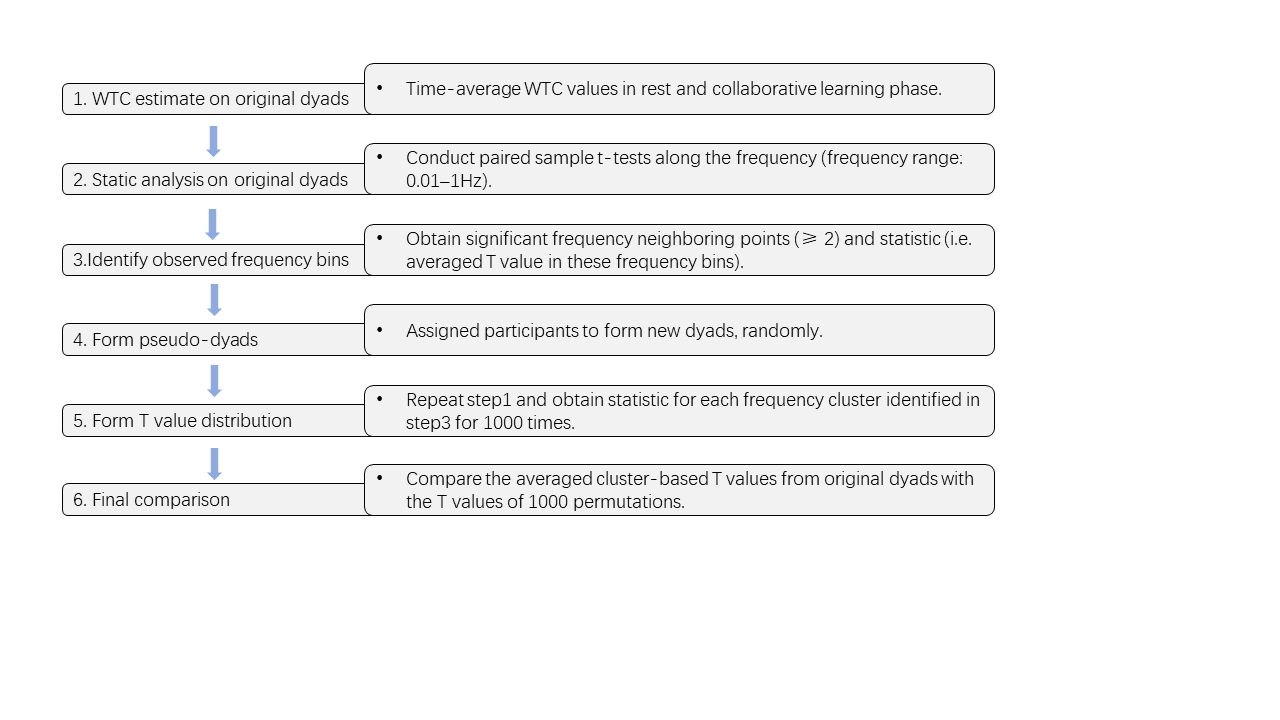 1. WTC estimate on original dyads
• Time-average WTC values in rest and collaborative learning phase.
2. Static analysis on original dyads
• Conduct paired sample t-tests along the frequency (frequency range:
0.01–1Hz).
3.Identify observed frequency bins
• Obtain significant frequency neighboring points (⩾ 2) and statistic (i.e.
averaged T value in these frequency bins).
4. Form pseudo-dyads
• Assigned participants to form new dyads, randomly.
5. Form T value distribution
• Repeat step1 and obtain statistic for each frequency cluster identified in
step3 for 1000 times.
6. Final comparison
• Compare the averaged cluster-based T values from original dyads with
the T values of 1000 permutations.